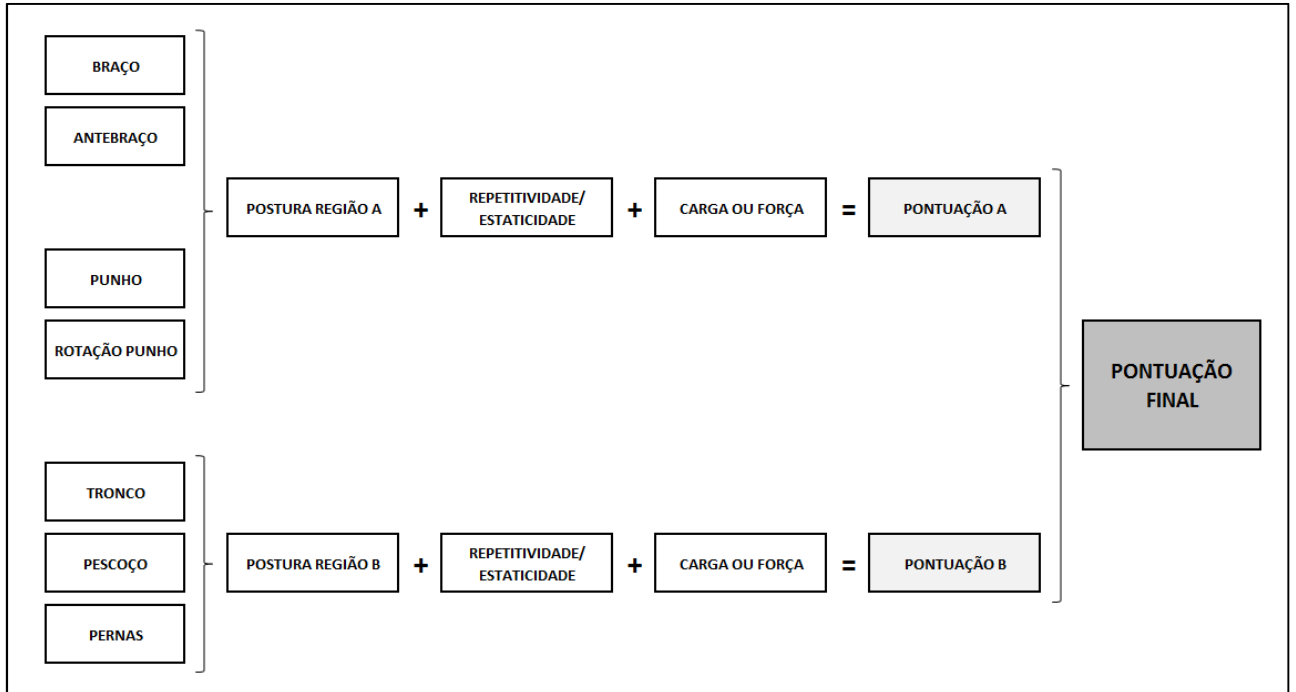 BRAÇO
ANTEBRAÇO
PUNHO
ROTAÇÃO PUNHO
POSTURA REGIÃO A
+
REPETITIVIDADE/
ESTATICIDADE
+
CARGA OU FORÇA
=
PONTUAÇÃO A
TRONCO
PESCOÇO
PERNAS
POSTURA REGIÃO B
+
REPETITIVIDADE/
ESTATICIDADE
+
CARGA OU FORÇA
=
PONTUAÇÃO B
PONTUAÇÃO
FINAL